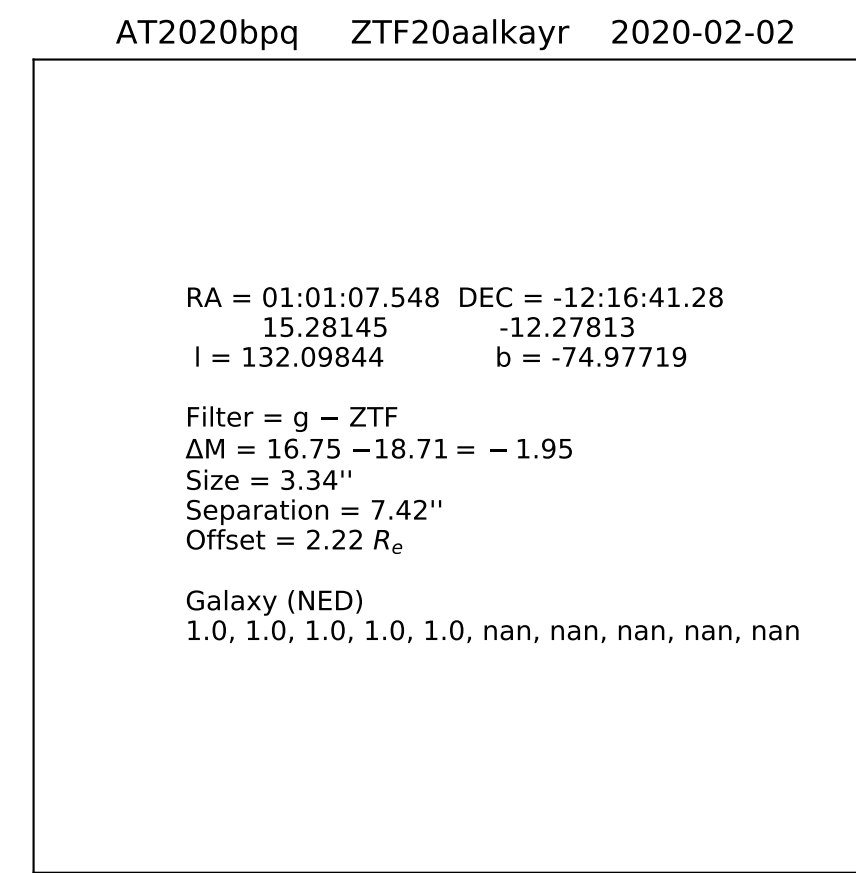 AT2020bpq ZTF20aalkayr 2020-02-02
RA = 01:01:07.548 DEC = -12:16:41.28
15.28145 -12.27813
l = 132.09844 b = -74.97719
Filter = g − ZTF
ΔM = 16.75 −18.71 = − 1.95
Size = 3.34''
Separation = 7.42''
Offset = 2.22 Re
Galaxy (NED)
1.0, 1.0, 1.0, 1.0, 1.0, nan, nan, nan, nan, nan